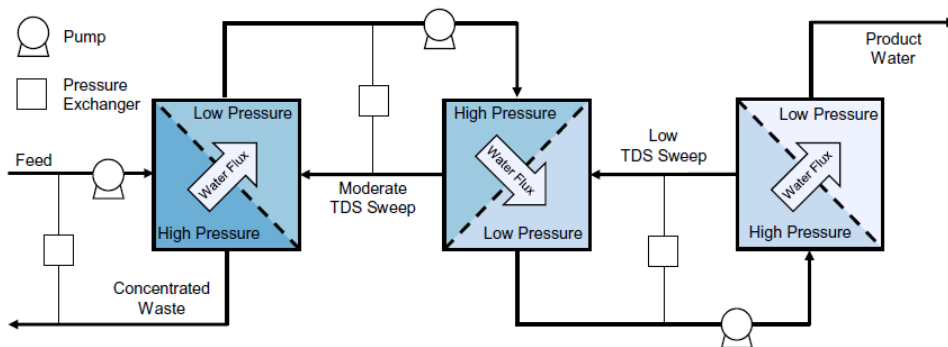 Pump
Pressure
Exchanger
Product
Water
Low Pressure
Water Flux
High Pressure
Feed
Moderate
TDS Sweep
High Pressure
Water Flux
Low Pressure
Low
TDS Sweep
Low Pressure
Water Flux
High Pressure
Concentrated
Waste